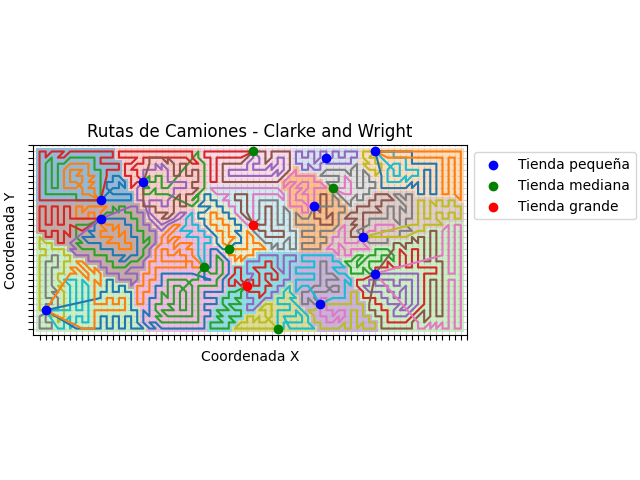 Rutas de Camiones - Clarke and Wright
Tienda pequeña
Tienda mediana
Tienda grande
Coordenada Y
Coordenada X